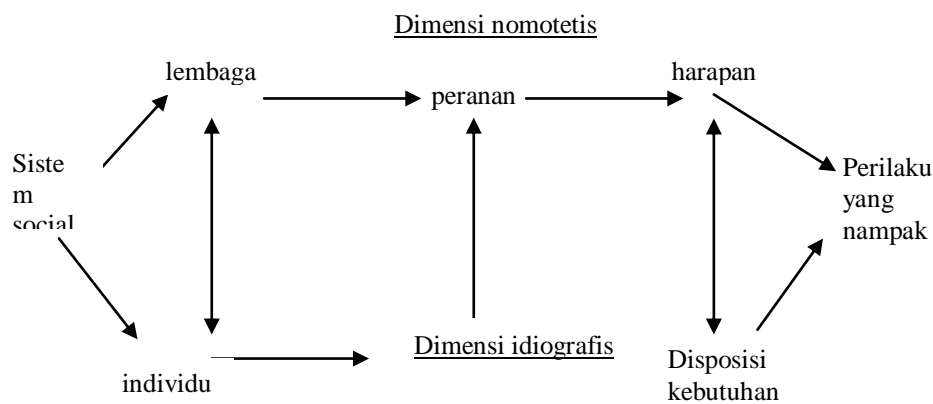 Dimensi nomotetis
lembaga
harapan
peranan
Siste
m
social
Perilaku
yang
nampak
Dimensi idiografis
individu
Disposisi
kebutuhan